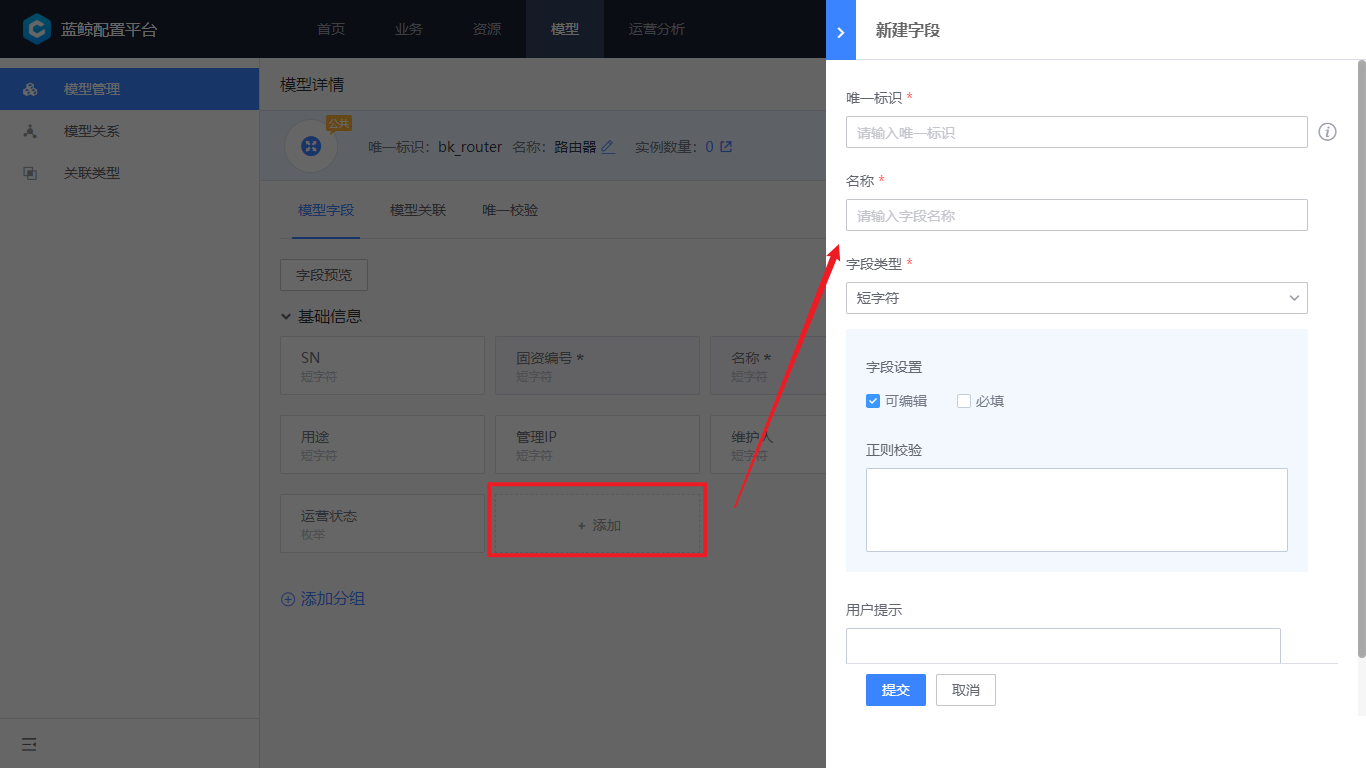 蓝鲸配置平台
首页 业务 资源 模型 运营分析
模型管理
模型关系
关联类型
模型详情
公共
唯一标识：bk_router 名称：路由器 实例数量：0
模型字段 模型关联 唯一校验
字段预览
基础信息
SN
短字符
固资编号 *
短字符
名称 *
短字符
用途
短字符
管理IP
短字符
维护人
短字符
运营状态
枚举
+ 添加
添加分组
新建字段
唯一标识 *
请输入唯一标识
名称 *
请输入字段名称
字段类型 *
短字符
字段设置
可编辑 必填
正则校验
用户提示
提交 取消